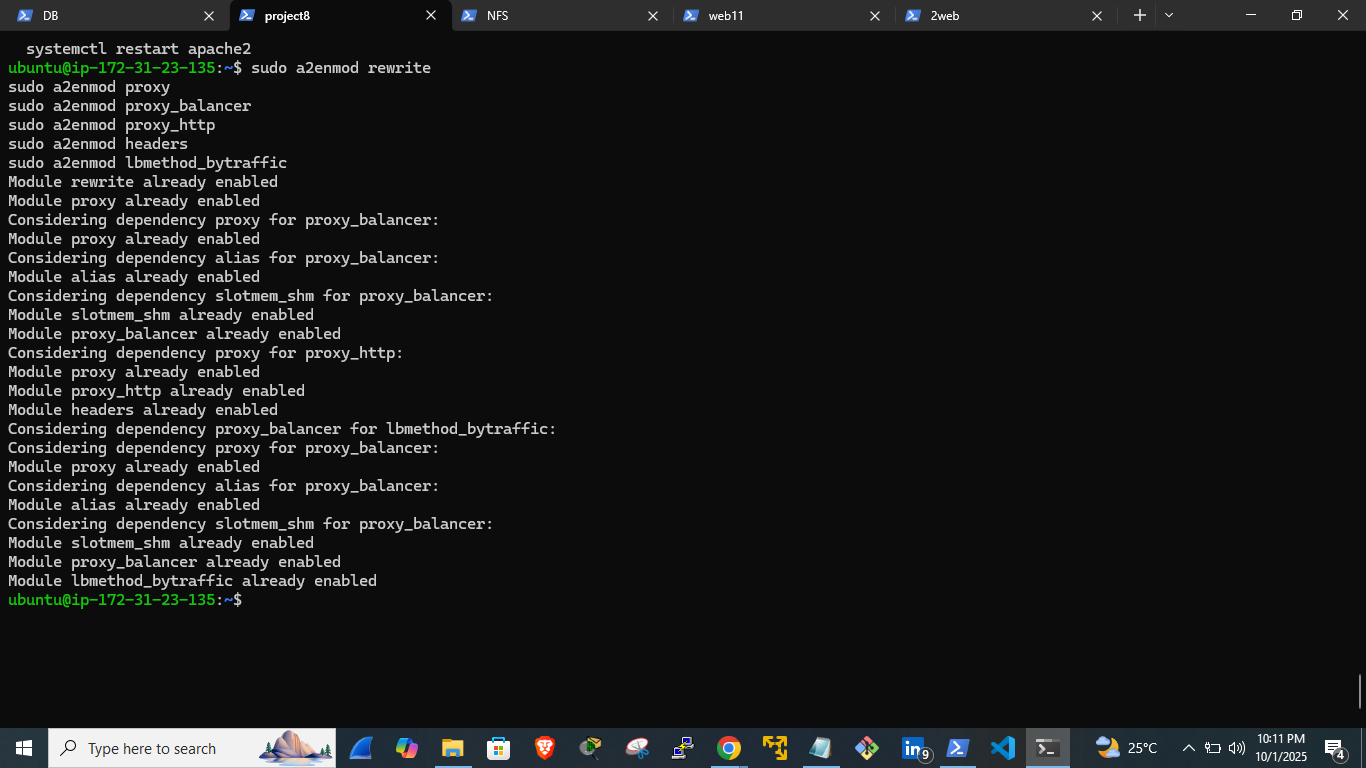 DB
project8
NFS
web11
2web
  systemctl restart apache2
ubuntu@ip-172-31-23-135:~$ sudo a2enmod rewrite
sudo a2enmod proxy
sudo a2enmod proxy_balancer
sudo a2enmod proxy_http
sudo a2enmod headers
sudo a2enmod lbmethod_bytraffic
Module rewrite already enabled
Module proxy already enabled
Considering dependency proxy for proxy_balancer:
Module proxy already enabled
Considering dependency alias for proxy_balancer:
Module alias already enabled
Considering dependency slotmem_shm for proxy_balancer:
Module slotmem_shm already enabled
Module proxy_balancer already enabled
Considering dependency proxy for proxy_http:
Module proxy already enabled
Module proxy_http already enabled
Module headers already enabled
Considering dependency proxy_balancer for lbmethod_bytraffic:
Considering dependency proxy for proxy_balancer:
Module proxy already enabled
Considering dependency alias for proxy_balancer:
Module alias already enabled
Considering dependency slotmem_shm for proxy_balancer:
Module slotmem_shm already enabled
Module proxy_balancer already enabled
Module lbmethod_bytraffic already enabled
ubuntu@ip-172-31-23-135:~$
Type here to search
in
9
25°C
10:11 PM
10/1/2025
4